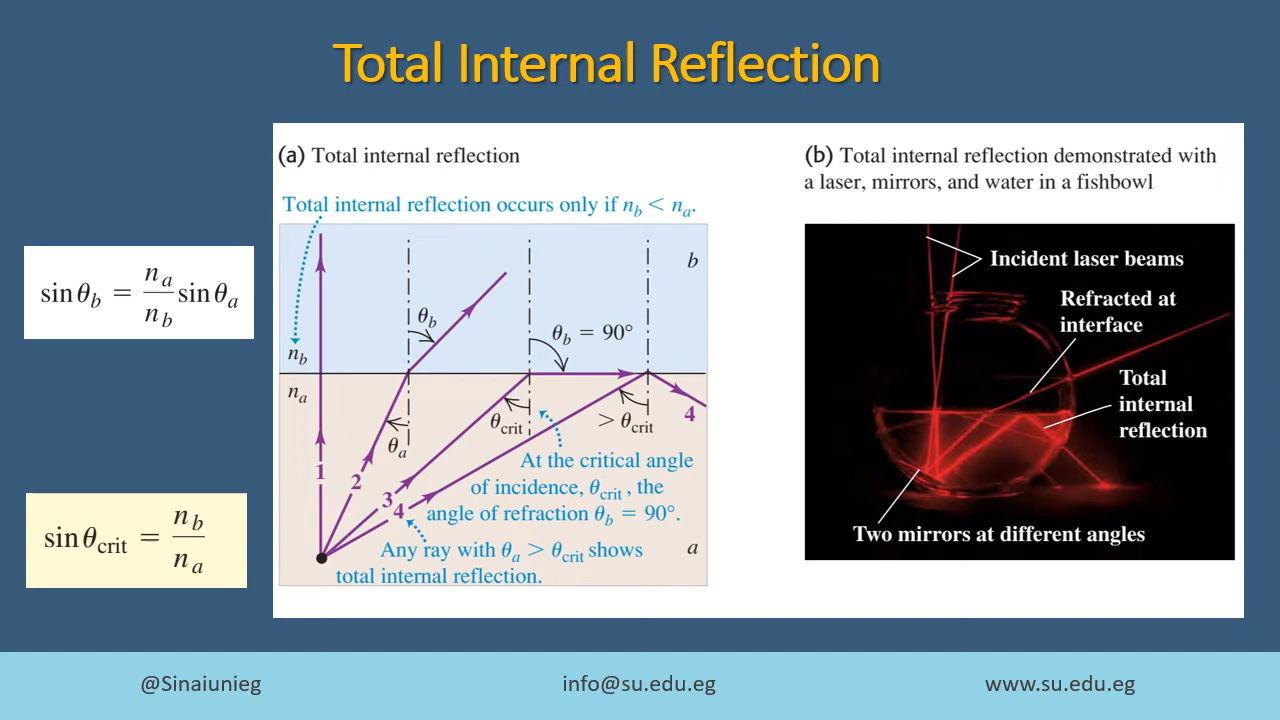 Total Internal Reflection
sin θb = na/nb sin θa
sin θcrit = nb/na
(a) Total internal reflection
Total internal reflection occurs only if nb < na.
b
θb
θb = 90°
nb
na
θa
θcrit
> θcrit
4
1
2
3
4
At the critical angle
of incidence, θcrit, the
angle of refraction θb = 90°.
Any ray with θa > θcrit shows
total internal reflection.
a
(b) Total internal reflection demonstrated with
a laser, mirrors, and water in a fishbowl
Incident laser beams
Refracted at
interface
Total
internal
reflection
Two mirrors at different angles
@Sinaiunieg
info@su.edu.eg
www.su.edu.eg